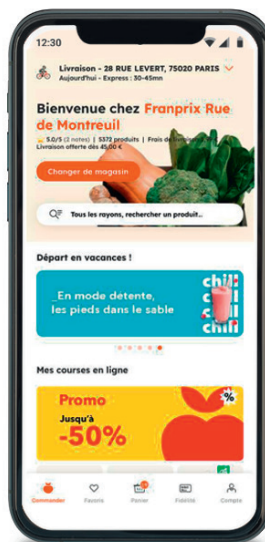 12:30
Livraison - 28 RUE LEVERT, 75020 PARIS
Aujourd'hui - Express : 30-45mn
Bienvenue chez Franprix Rue
de Montreuil
5.0/5 (3 notes) | 5372 produits | Frais de
Livraison offerte dès 45,00 €
Changer de magasin
Tous les rayons, rechercher un produit..
Départ en vacances !
_En mode détente,
les pieds dans le sable
chill
chill
Mes courses en ligne
Promo
Jusqu'à
-50%
%
Commander Favoris Panier Fidélité Compte